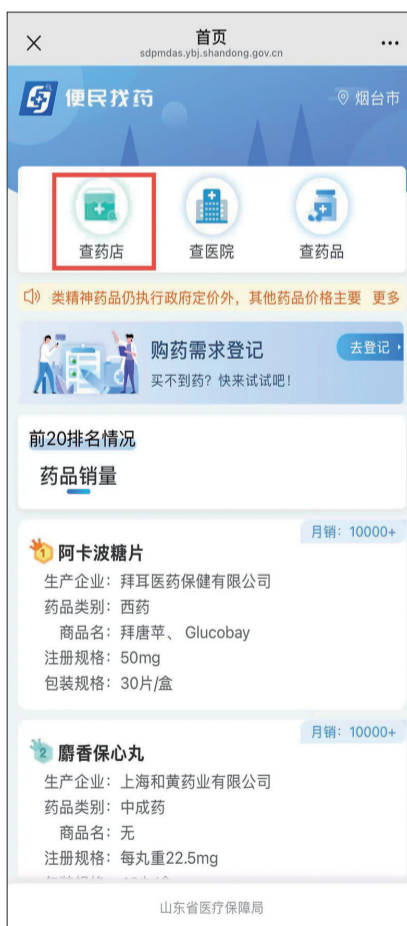 首页
sdpmdas.ybj.shandong.gov.cn
便民找药
烟台市
查药店 查医院 查药品
类精神药品仍执行政府定价外，其他药品价格主要 更多
购药需求登记
去登记
买不到药？快来试试吧！
前20排名情况
药品销量
月销：10000+
1 阿卡波糖片
生产企业：拜耳医药保健有限公司
药品类别：西药
商品名：拜唐苹、 Glucobay
注册规格：50mg
包装规格：30片/盒
月销：10000+
2 麝香保心丸
生产企业：上海和黄药业有限公司
药品类别：中成药
商品名：无
注册规格：每丸重22.5mg
山东省医疗保障局